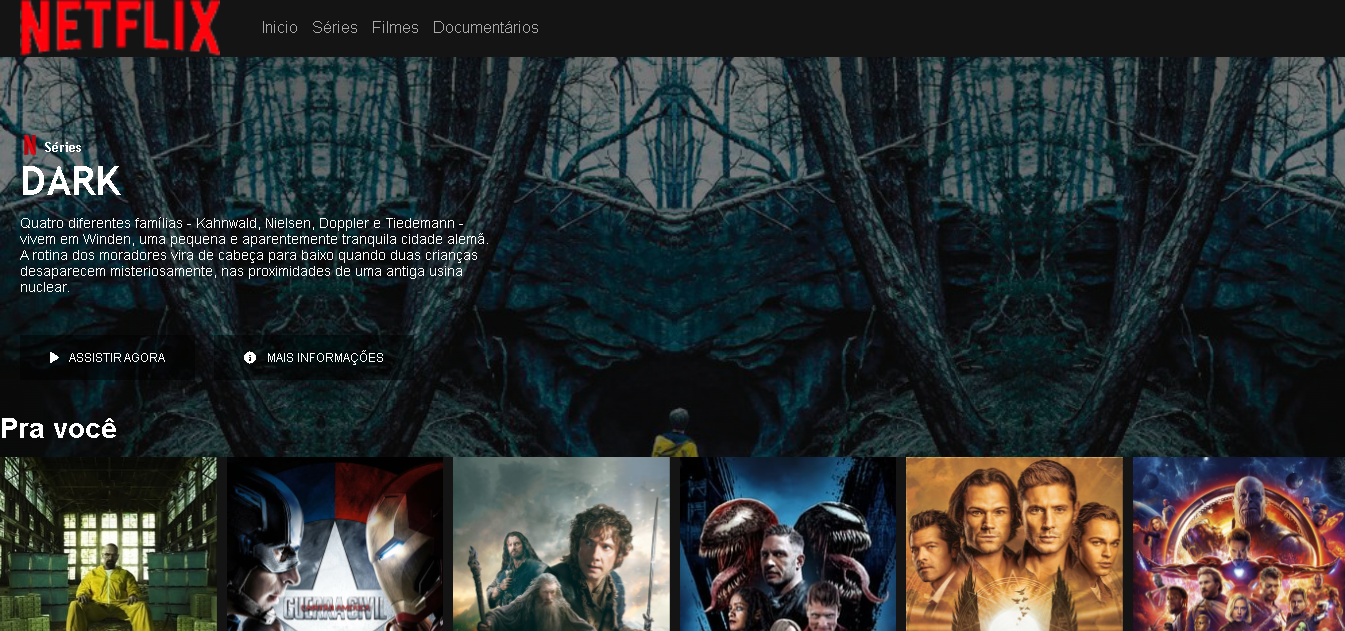 NETFLIX
Inicio Séries Filmes Documentários
N Séries
DARK
Quatro diferentes famílias - Kahnwald, Nielsen, Doppler e Tiedemann -
vivem em Winden, uma pequena e aparentemente tranquila cidade alemã.
A rotina dos moradores vira de cabeça para baixo quando duas crianças
desaparecem misteriosamente, nas proximidades de uma antiga usina
nuclear.
ASSISTIR AGORA MAIS INFORMAÇÕES
Pra você
GUERRA CIVIL